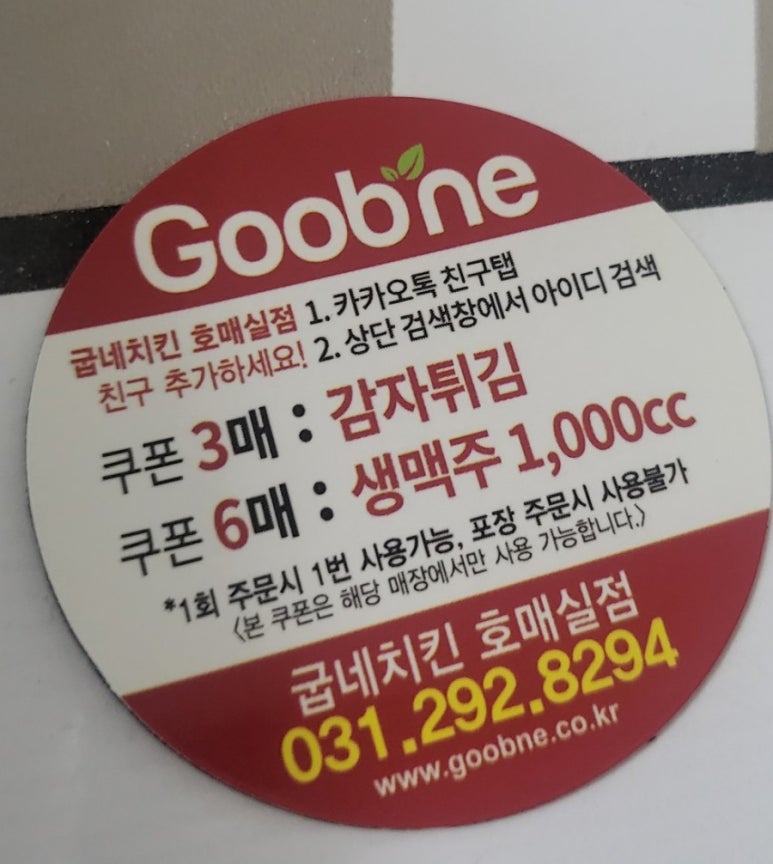 Goobne
굽네치킨 호매실점
친구 추가하세요!
1. 카카오톡 친구탭
2. 상단 검색창에서 아이디 검색
쿠폰 3매 : 감자튀김
쿠폰 6매 : 생맥주 1,000cc
*1회 주문시 1번 사용가능, 포장 주문시 사용불가
〈본 쿠폰은 해당 매장에서만 사용 가능합니다.〉
굽네치킨 호매실점
031.292.8294
www.goobne.co.kr